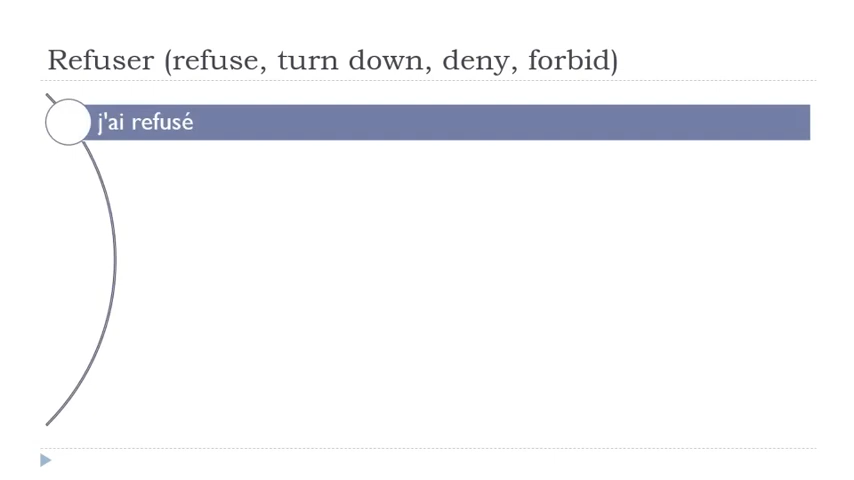 Refuser (refuse, turn down, deny, forbid)
j'ai refusé